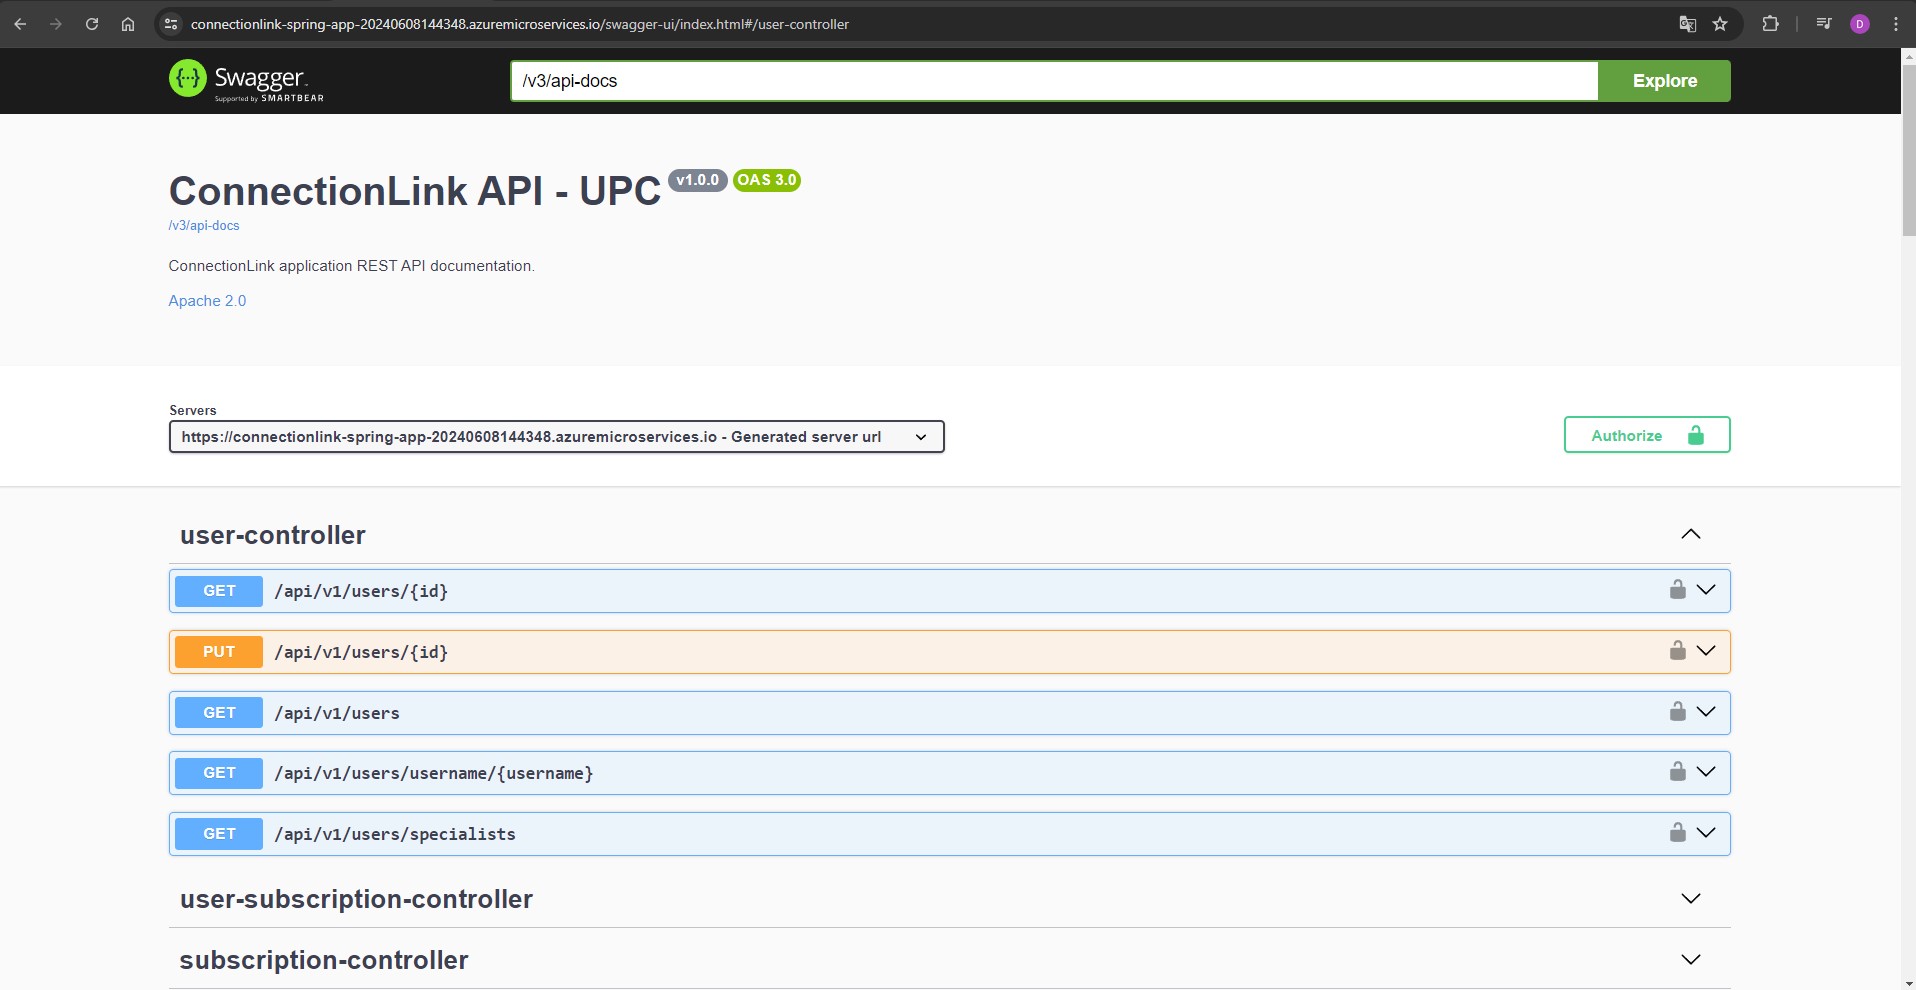 connectionlink-spring-app-20240608144348.azuremicroservices.io/swagger-ui/index.html#/user-controller
D
{···} Swagger
Supported by SMARTBEAR
/v3/api-docs
Explore
ConnectionLink API - UPC v1.0.0 OAS 3.0
/v3/api-docs
ConnectionLink application REST API documentation.
Apache 2.0
Servers
https://connectionlink-spring-app-20240608144348.azuremicroservices.io - Generated server url
Authorize
user-controller
GET /api/v1/users/{id}
PUT /api/v1/users/{id}
GET /api/v1/users
GET /api/v1/users/username/{username}
GET /api/v1/users/specialists
user-subscription-controller
subscription-controller